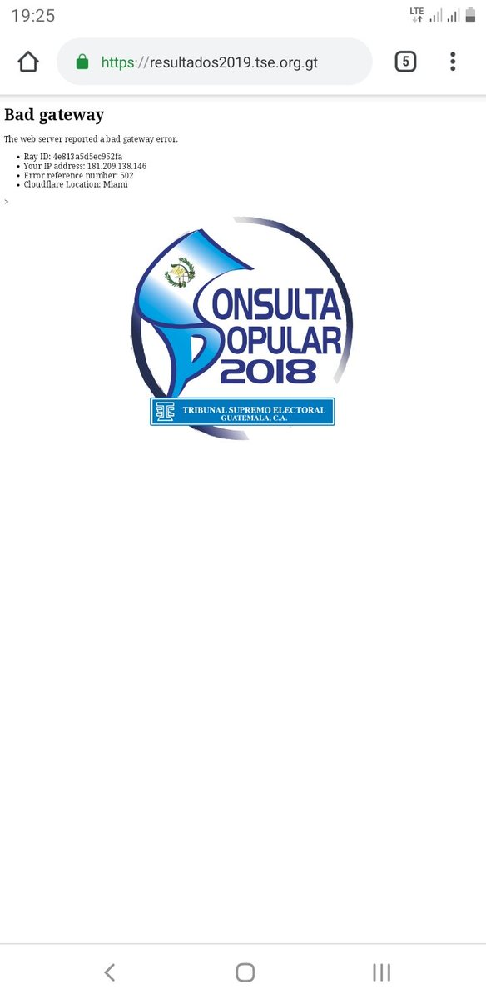 19:25
LTE
https://resultados2019.tse.org.gt
5
Bad gateway
The web server reported a bad gateway error.
• Ray ID: 4e813a5d5ec952fa
• Your IP address: 181.209.138.146
• Error reference number: 502
• Cloudflare Location: Miami
>
CONSULTA
POPULAR
2018
TRIBUNAL SUPREMO ELECTORAL
GUATEMALA, C.A.